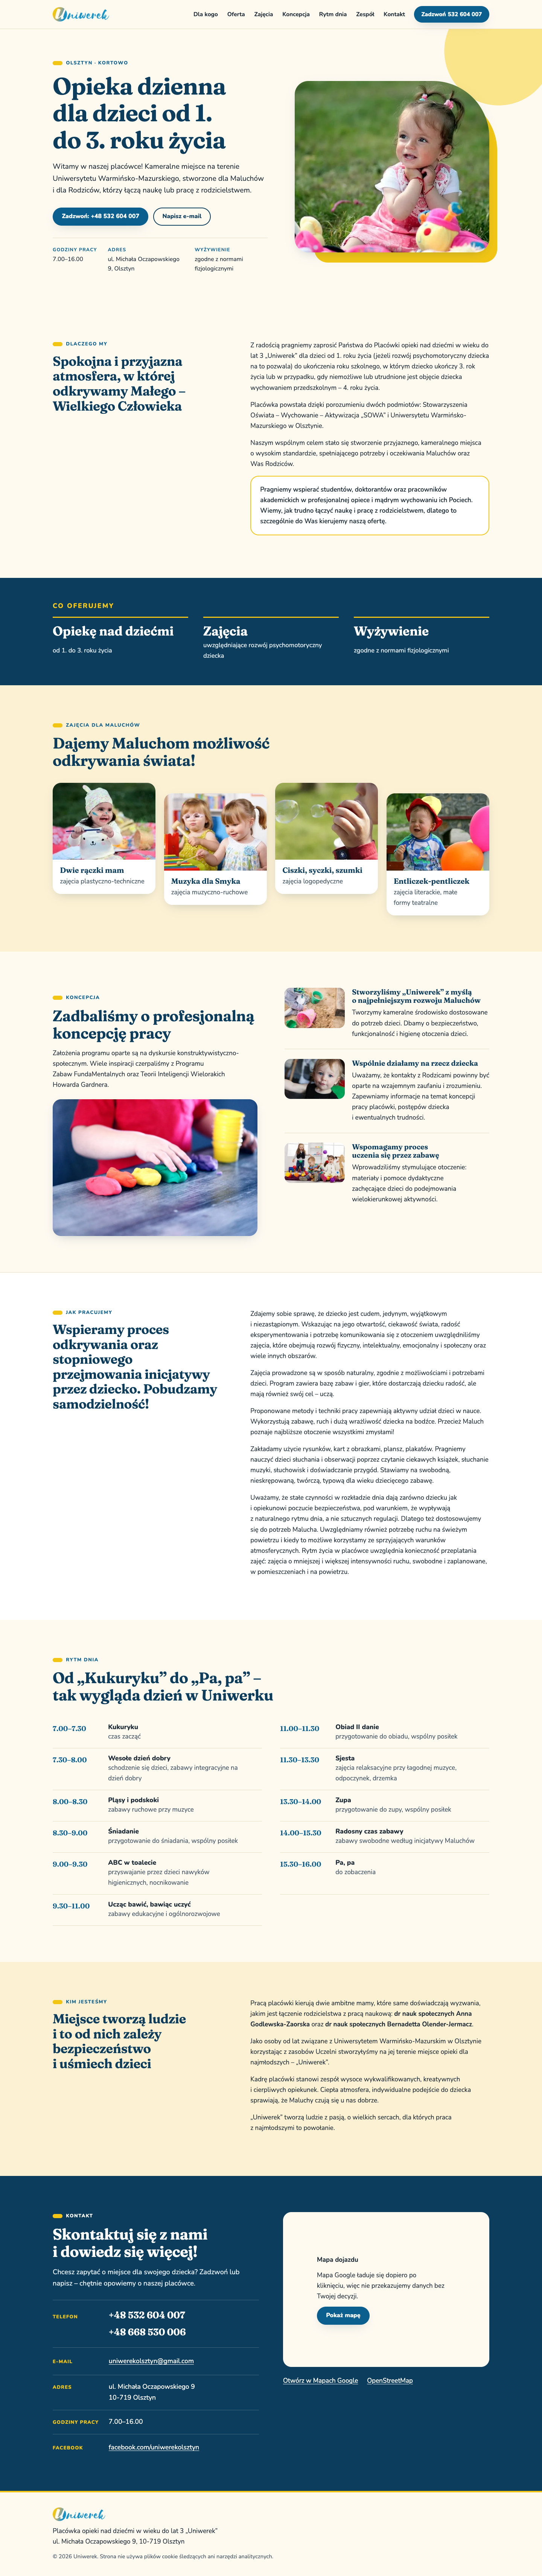 Uniwerek
Dla kogo Oferta Zajęcia Koncepcja Rytm dnia Zespół Kontakt Zadzwoń 532 604 007
OLSZTYN · KORTOWO
Opieka dzienna
dla dzieci od 1.
do 3. roku życia
Witamy w naszej placówce! Kameralne miejsce na terenie
Uniwersytetu Warmińsko-Mazurskiego, stworzone dla Maluchów
i dla Rodziców, którzy łączą naukę lub pracę z rodzicielstwem.
Zadzwoń: +48 532 604 007 Napisz e-mail
GODZINY PRACY
7.00–16.00
ADRES
ul. Michała Oczapowskiego
9, Olsztyn
WYŻYWIENIE
zgodne z normami
fizjologicznymi
DLACZEGO MY
Spokojna i przyjazna
atmosfera, w której
odkrywamy Małego –
Wielkiego Człowieka
Z radością pragniemy zaprosić Państwa do Placówki opieki nad dziećmi w wieku do
lat 3 „Uniwerek” dla dzieci od 1. roku życia (jeżeli rozwój psychomotoryczny dziecka
na to pozwala) do ukończenia roku szkolnego, w którym dziecko ukończy 3. rok
życia lub w przypadku, gdy niemożliwe lub utrudnione jest objęcie dziecka
wychowaniem przedszkolnym – 4. roku życia.
Placówka powstała dzięki porozumieniu dwóch podmiotów: Stowarzyszenia
Oświata – Wychowanie – Aktywizacja „SOWA” i Uniwersytetu Warmińsko-
Mazurskiego w Olsztynie.
Naszym wspólnym celem stało się stworzenie przyjaznego, kameralnego miejsca
o wysokim standardzie, spełniającego potrzeby i oczekiwania Maluchów oraz
Was Rodziców.
Pragniemy wspierać studentów, doktorantów oraz pracowników
akademickich w profesjonalnej opiece i mądrym wychowaniu ich Pociech.
Wiemy, jak trudno łączyć naukę i pracę z rodzicielstwem, dlatego to
szczególnie do Was kierujemy naszą ofertę.
CO OFERUJEMY
Opiekę nad dziećmi
od 1. do 3. roku życia
Zajęcia
uwzględniające rozwój psychomotoryczny
dziecka
Wyżywienie
zgodne z normami fizjologicznymi
ZAJĘCIA DLA MALUCHÓW
Dajemy Maluchom możliwość
odkrywania świata!
Dwie rączki mam
zajęcia plastyczno-techniczne
Muzyka dla Smyka
zajęcia muzyczno-ruchowe
Ciszki, syczki, szumki
zajęcia logopedyczne
Entliczek-pentliczek
zajęcia literackie, małe
formy teatralne
KONCEPCJA
Zadbaliśmy o profesjonalną
koncepcję pracy
Założenia programu oparte są na dyskursie konstruktywistyczno-
społecznym. Wiele inspiracji czerpaliśmy z Programu
Zabaw FundaMentalnych oraz Teorii Inteligencji Wielorakich
Howarda Gardnera.
Stworzyliśmy „Uniwerek” z myślą
o najpełniejszym rozwoju Maluchów
Tworzymy kameralne środowisko dostosowane
do potrzeb dzieci. Dbamy o bezpieczeństwo,
funkcjonalność i higienę otoczenia dzieci.
Wspólnie działamy na rzecz dziecka
Uważamy, że kontakty z Rodzicami powinny być
oparte na wzajemnym zaufaniu i zrozumieniu.
Zapewniamy informacje na temat koncepcji
pracy placówki, postępów dziecka
i ewentualnych trudności.
Wspomagamy proces
uczenia się przez zabawę
Wprowadziliśmy stymulujące otoczenie:
materiały i pomoce dydaktyczne
zachęcające dzieci do podejmowania
wielokierunkowej aktywności.
JAK PRACUJEMY
Wspieramy proces
odkrywania oraz
stopniowego
przejmowania inicjatywy
przez dziecko. Pobudzamy
samodzielność!
Zdajemy sobie sprawę, że dziecko jest cudem, jedynym, wyjątkowym
i niezastąpionym. Wskazując na jego otwartość, ciekawość świata, radość
eksperymentowania i potrzebę komunikowania się z otoczeniem uwzględniliśmy
zajęcia, które obejmują rozwój fizyczny, intelektualny, emocjonalny i społeczny oraz
wiele innych obszarów.
Zajęcia prowadzone są w sposób naturalny, zgodnie z możliwościami i potrzebami
dzieci. Program zawiera bazę zabaw i gier, które dostarczają dziecku radość, ale
mają również swój cel – uczą.
Proponowane metody i techniki pracy zapewniają aktywny udział dzieci w nauce.
Wykorzystują zabawę, ruch i dużą wrażliwość dziecka na bodźce. Przecież Maluch
poznaje najbliższe otoczenie wszystkimi zmysłami!
Zakładamy użycie rysunków, kart z obrazkami, plansz, plakatów. Pragniemy
nauczyć dzieci słuchania i obserwacji poprzez czytanie ciekawych książek, słuchanie
muzyki, słuchowisk i doświadczanie przygód. Stawiamy na swobodną,
nieskrępowaną, twórczą, typową dla wieku dziecięcego zabawę.
Uważamy, że stałe czynności w rozkładzie dnia dają zarówno dziecku jak
i opiekunowi poczucie bezpieczeństwa, pod warunkiem, że wypływają
z naturalnego rytmu dnia, a nie sztucznych regulacji. Dlatego też dostosowujemy
się do potrzeb Malucha. Uwzględniamy również potrzebę ruchu na świeżym
powietrzu i kiedy to możliwe korzystamy ze sprzyjających warunków
atmosferycznych. Rytm życia w placówce uwzględnia konieczność przeplatania
zajęć: zajęcia o mniejszej i większej intensywności ruchu, swobodne i zaplanowane,
w pomieszczeniach i na powietrzu.
RYTM DNIA
Od „Kukuryku” do „Pa, pa” –
tak wygląda dzień w Uniwerku
7.00–7.30 Kukuryku
czas zacząć
7.30–8.00 Wesołe dzień dobry
schodzenie się dzieci, zabawy integracyjne na
dzień dobry
8.00–8.30 Pląsy i podskoki
zabawy ruchowe przy muzyce
8.30–9.00 Śniadanie
przygotowanie do śniadania, wspólny posiłek
9.00–9.30 ABC w toalecie
przyswajanie przez dzieci nawyków
higienicznych, nocnikowanie
9.30–11.00 Ucząc bawić, bawiąc uczyć
zabawy edukacyjne i ogólnorozwojowe
11.00–11.30 Obiad II danie
przygotowanie do obiadu, wspólny posiłek
11.30–13.30 Sjesta
zajęcia relaksacyjne przy łagodnej muzyce,
odpoczynek, drzemka
13.30–14.00 Zupa
przygotowanie do zupy, wspólny posiłek
14.00–15.30 Radosny czas zabawy
zabawy swobodne według inicjatywy Maluchów
15.30–16.00 Pa, pa
do zobaczenia
KIM JESTEŚMY
Miejsce tworzą ludzie
i to od nich zależy
bezpieczeństwo
i uśmiech dzieci
Pracą placówki kierują dwie ambitne mamy, które same doświadczają wyzwania,
jakim jest łączenie rodzicielstwa z pracą naukową: dr nauk społecznych Anna
Godlewska-Zaorska oraz dr nauk społecznych Bernadetta Olender-Jermacz.
Jako osoby od lat związane z Uniwersytetem Warmińsko-Mazurskim w Olsztynie
korzystając z zasobów Uczelni stworzyłyśmy na jej terenie miejsce opieki dla
najmłodszych – „Uniwerek”.
Kadrę placówki stanowi zespół wysoce wykwalifikowanych, kreatywnych
i cierpliwych opiekunek. Ciepła atmosfera, indywidualne podejście do dziecka
sprawiają, że Maluchy czują się u nas dobrze.
„Uniwerek” tworzą ludzie z pasją, o wielkich sercach, dla których praca
z najmłodszymi to powołanie.
KONTAKT
Skontaktuj się z nami
i dowiedz się więcej!
Chcesz zapytać o miejsce dla swojego dziecka? Zadzwoń lub
napisz – chętnie opowiemy o naszej placówce.
TELEFON +48 532 604 007
+48 668 530 006
E-MAIL uniwerekolsztyn@gmail.com
ADRES ul. Michała Oczapowskiego 9
10-719 Olsztyn
GODZINY PRACY 7.00–16.00
FACEBOOK facebook.com/uniwerekolsztyn
Mapa dojazdu
Mapa Google ładuje się dopiero po
kliknięciu, więc nie przekazujemy danych bez
Twojej decyzji.
Pokaż mapę
Otwórz w Mapach Google OpenStreetMap
Uniwerek
Placówka opieki nad dziećmi w wieku do lat 3 „Uniwerek”
ul. Michała Oczapowskiego 9, 10-719 Olsztyn
© 2026 Uniwerek. Strona nie używa plików cookie śledzących ani narzędzi analitycznych.